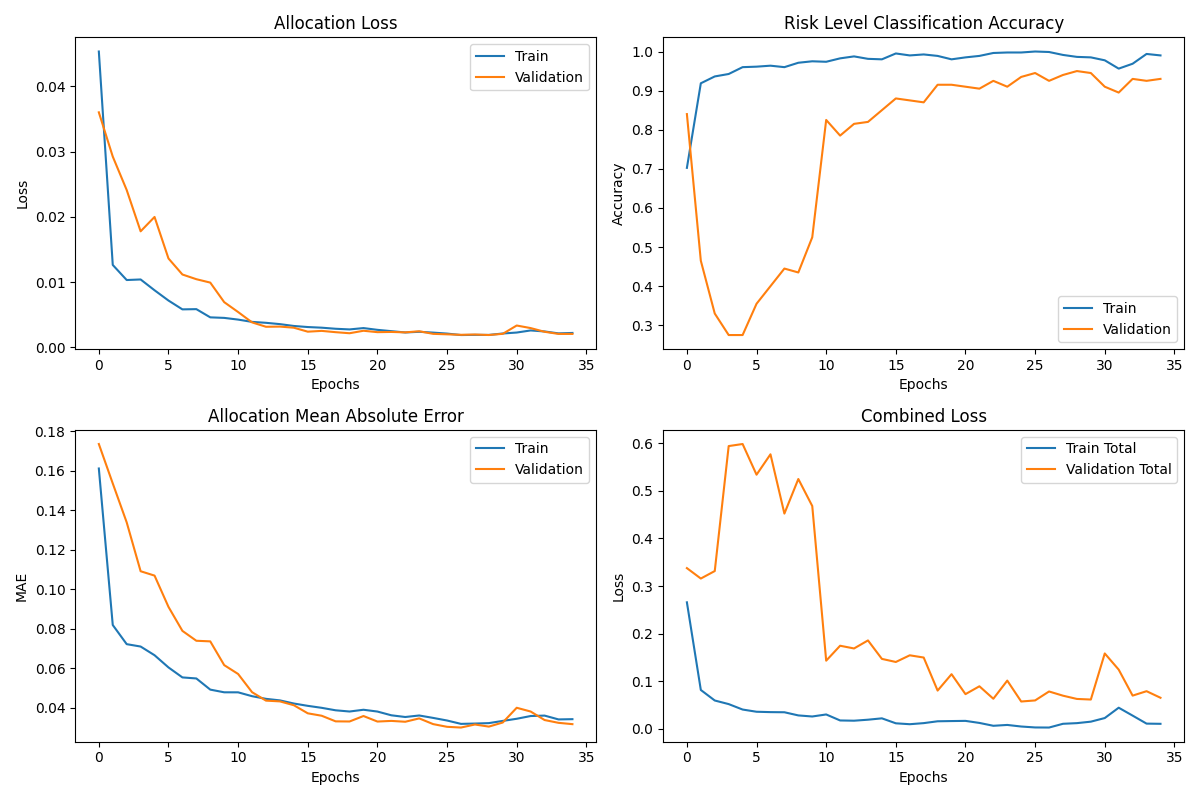 Allocation Loss
Train
Validation
0.04
0.03
0.02
0.01
0.00
Loss
0 5 10 15 20 25 30 35
Epochs
Risk Level Classification Accuracy
1.0
0.9
0.8
0.7
0.6
0.5
0.4
0.3
Accuracy
Train
Validation
0 5 10 15 20 25 30 35
Epochs
Allocation Mean Absolute Error
Train
Validation
0.18
0.16
0.14
0.12
0.10
0.08
0.06
0.04
MAE
0 5 10 15 20 25 30 35
Epochs
Combined Loss
Train Total
Validation Total
0.6
0.5
0.4
0.3
0.2
0.1
0.0
Loss
0 5 10 15 20 25 30 35
Epochs